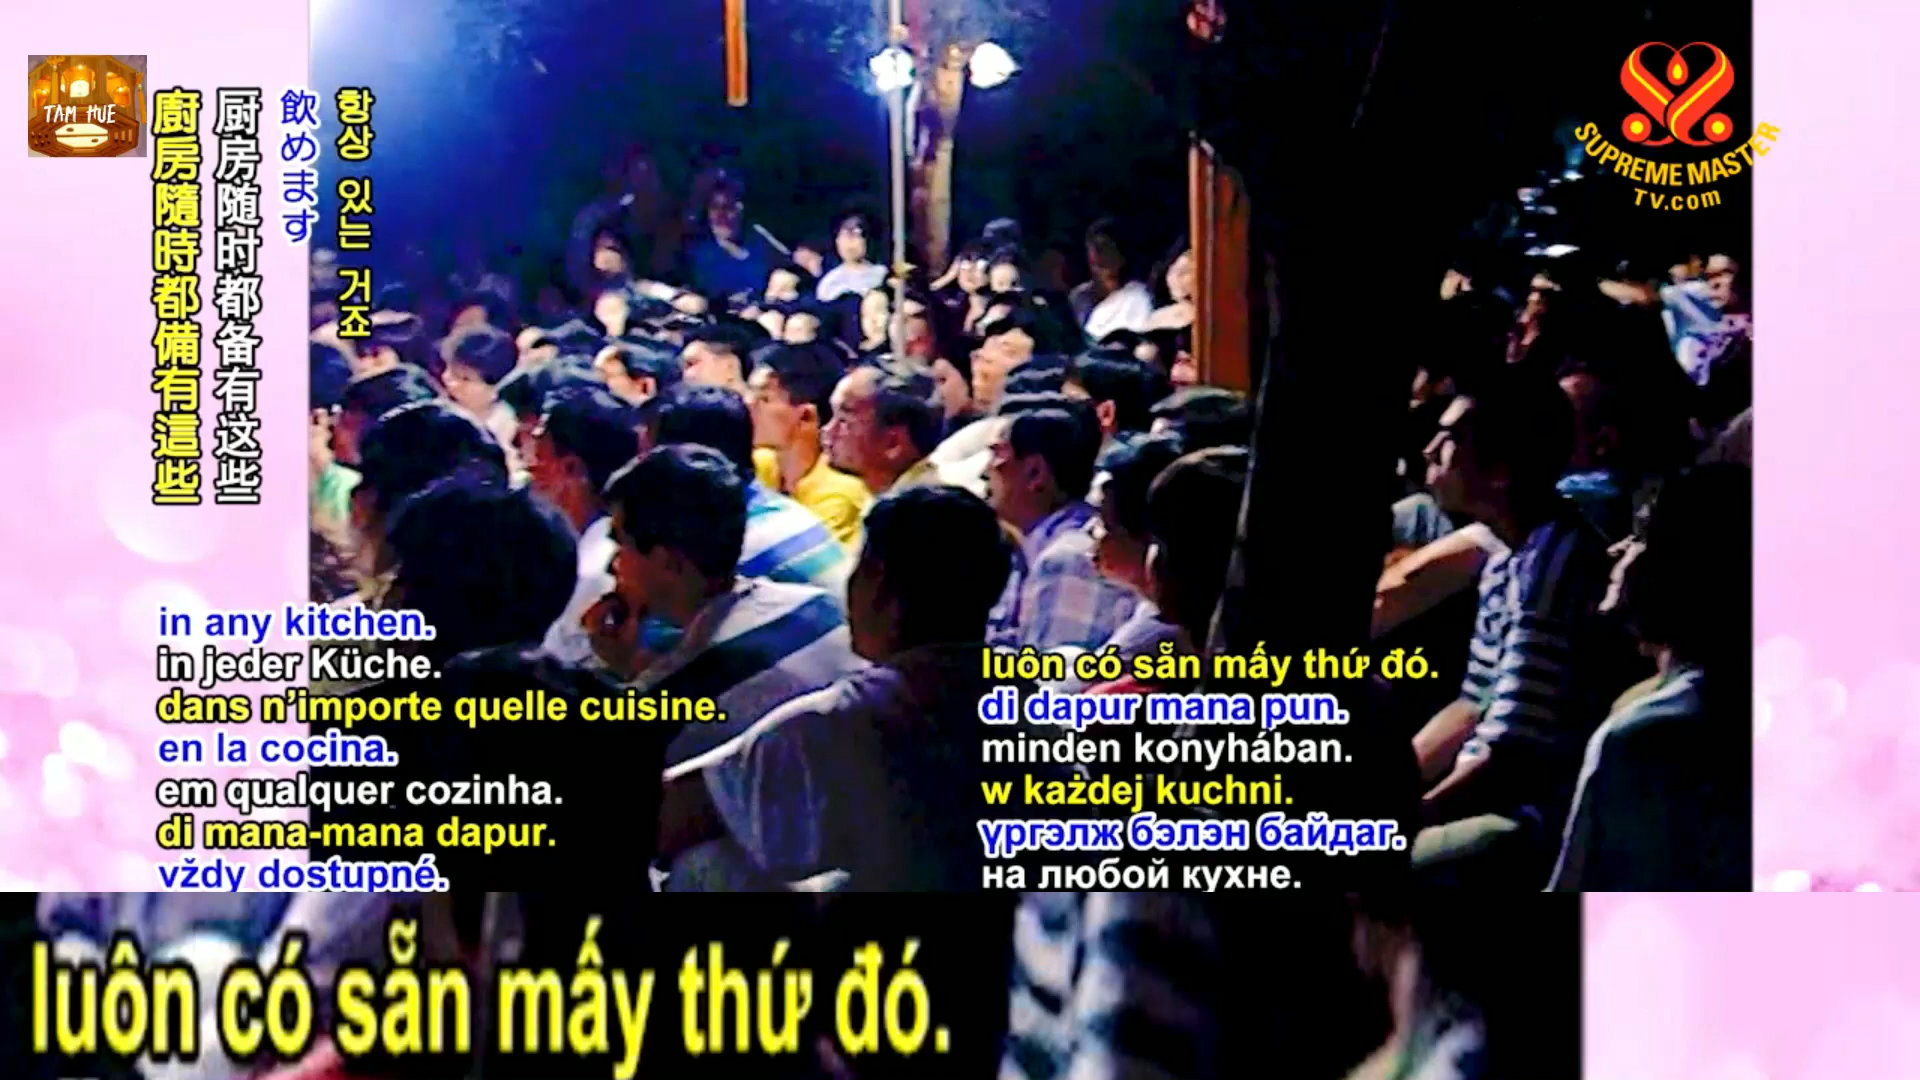 TAM HUE
廚房隨時都備有這些
厨房随时都备有这些
飲めます
항상 있는 거죠
SUPREME MASTER
TV.com
in any kitchen.
in jeder Küche.
dans n’importe quelle cuisine.
en la cocina.
em qualquer cozinha.
di mana-mana dapur.
vždy dostupné.
luôn có sẵn mấy thứ đó.
di dapur mana pun.
minden konyhában.
w każdej kuchni.
үргэлж бэлэн байдаг.
на любой кухне.
luôn có sẵn mấy thứ đó.